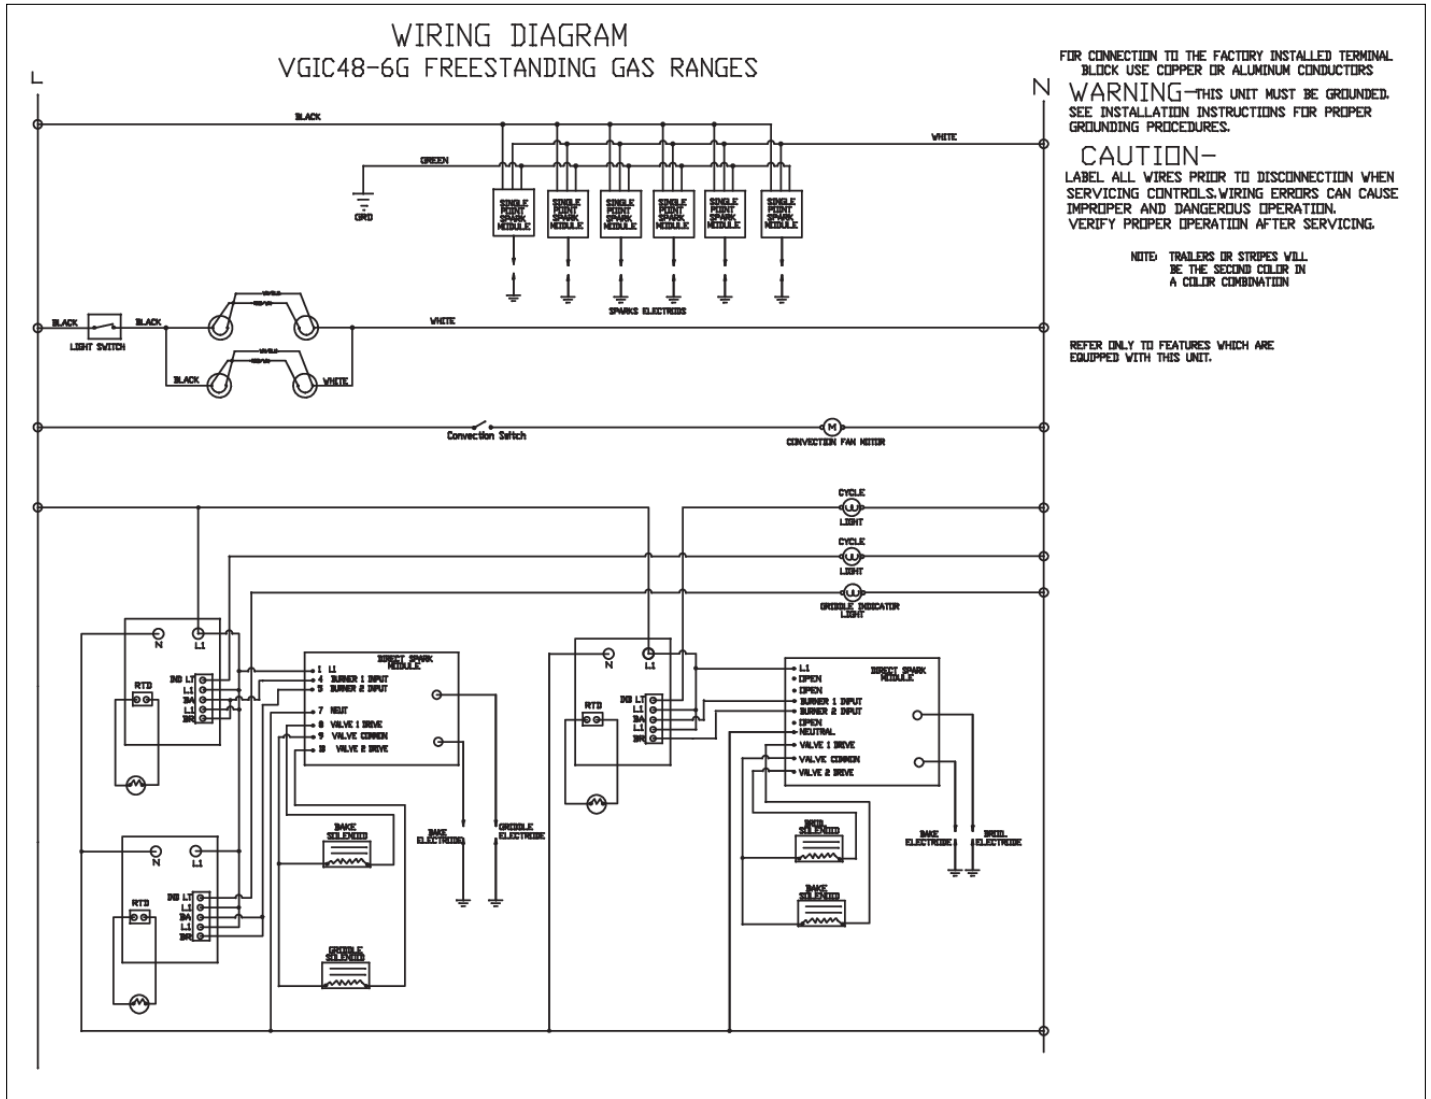 WIRING DIAGRAM
VGIC48-6G FREESTANDING GAS RANGES
L
N
FOR CONNECTION TO THE FACTORY INSTALLED TERMINAL
BLOCK USE COPPER OR ALUMINUM CONDUCTORS
WARNING-THIS UNIT MUST BE GROUNDED.
SEE INSTALLATION INSTRUCTIONS FOR PROPER
GROUNDING PROCEDURES.
CAUTION-
LABEL ALL WIRES PRIOR TO DISCONNECTION WHEN
SERVICING CONTROLS.WIRING ERRORS CAN CAUSE
IMPROPER AND DANGEROUS OPERATION.
VERIFY PROPER OPERATION AFTER SERVICING.
NOTE: TRAILERS OR STRIPES WILL
BE THE SECOND COLOR IN
A COLOR COMBINATION
REFER ONLY TO FEATURES WHICH ARE
EQUIPPED WITH THIS UNIT.
BLACK
WHITE
GREEN
GRD
SINGLE
POINT
SPARK
MODULE
SINGLE
POINT
SPARK
MODULE
SINGLE
POINT
SPARK
MODULE
SINGLE
POINT
SPARK
MODULE
SINGLE
POINT
SPARK
MODULE
SINGLE
POINT
SPARK
MODULE
SPARKS ELECTRODS
BLACK
BLACK
WHITE
LIGHT SWITCH
BLACK
WHITE
Convection Switch
M
CONVECTION FAN MOTOR
CYCLE
LIGHT
CYCLE
LIGHT
GRIDDLE INDICATOR
LIGHT
N
L1
RTD
IND LT
L1
BA
L1
BR
DIRECT SPARK
MODULE
1 L1
4 BURNER 1 INPUT
5 BURNER 2 INPUT
7 NEUT
8 VALVE 1 DRIVE
9 VALVE COMMON
10 VALVE 2 DRIVE
BAKE
SOLENOID
BAKE
ELECTRODE
GRIDDLE
ELECTRODE
GRIDDLE
SOLENOID
N
L1
RTD
IND LT
L1
BA
L1
BR
N
L1
RTD
IND LT
L1
BA
L1
BR
DIRECT SPARK
MODULE
L1
OPEN
OPEN
BURNER 1 INPUT
BURNER 2 INPUT
OPEN
NEUTRAL
VALVE 1 DRIVE
VALVE COMMON
VALVE 2 DRIVE
BROIL
SOLENOID
BAKE
SOLENOID
BAKE
ELECTRODE
BROIL
ELECTRODE